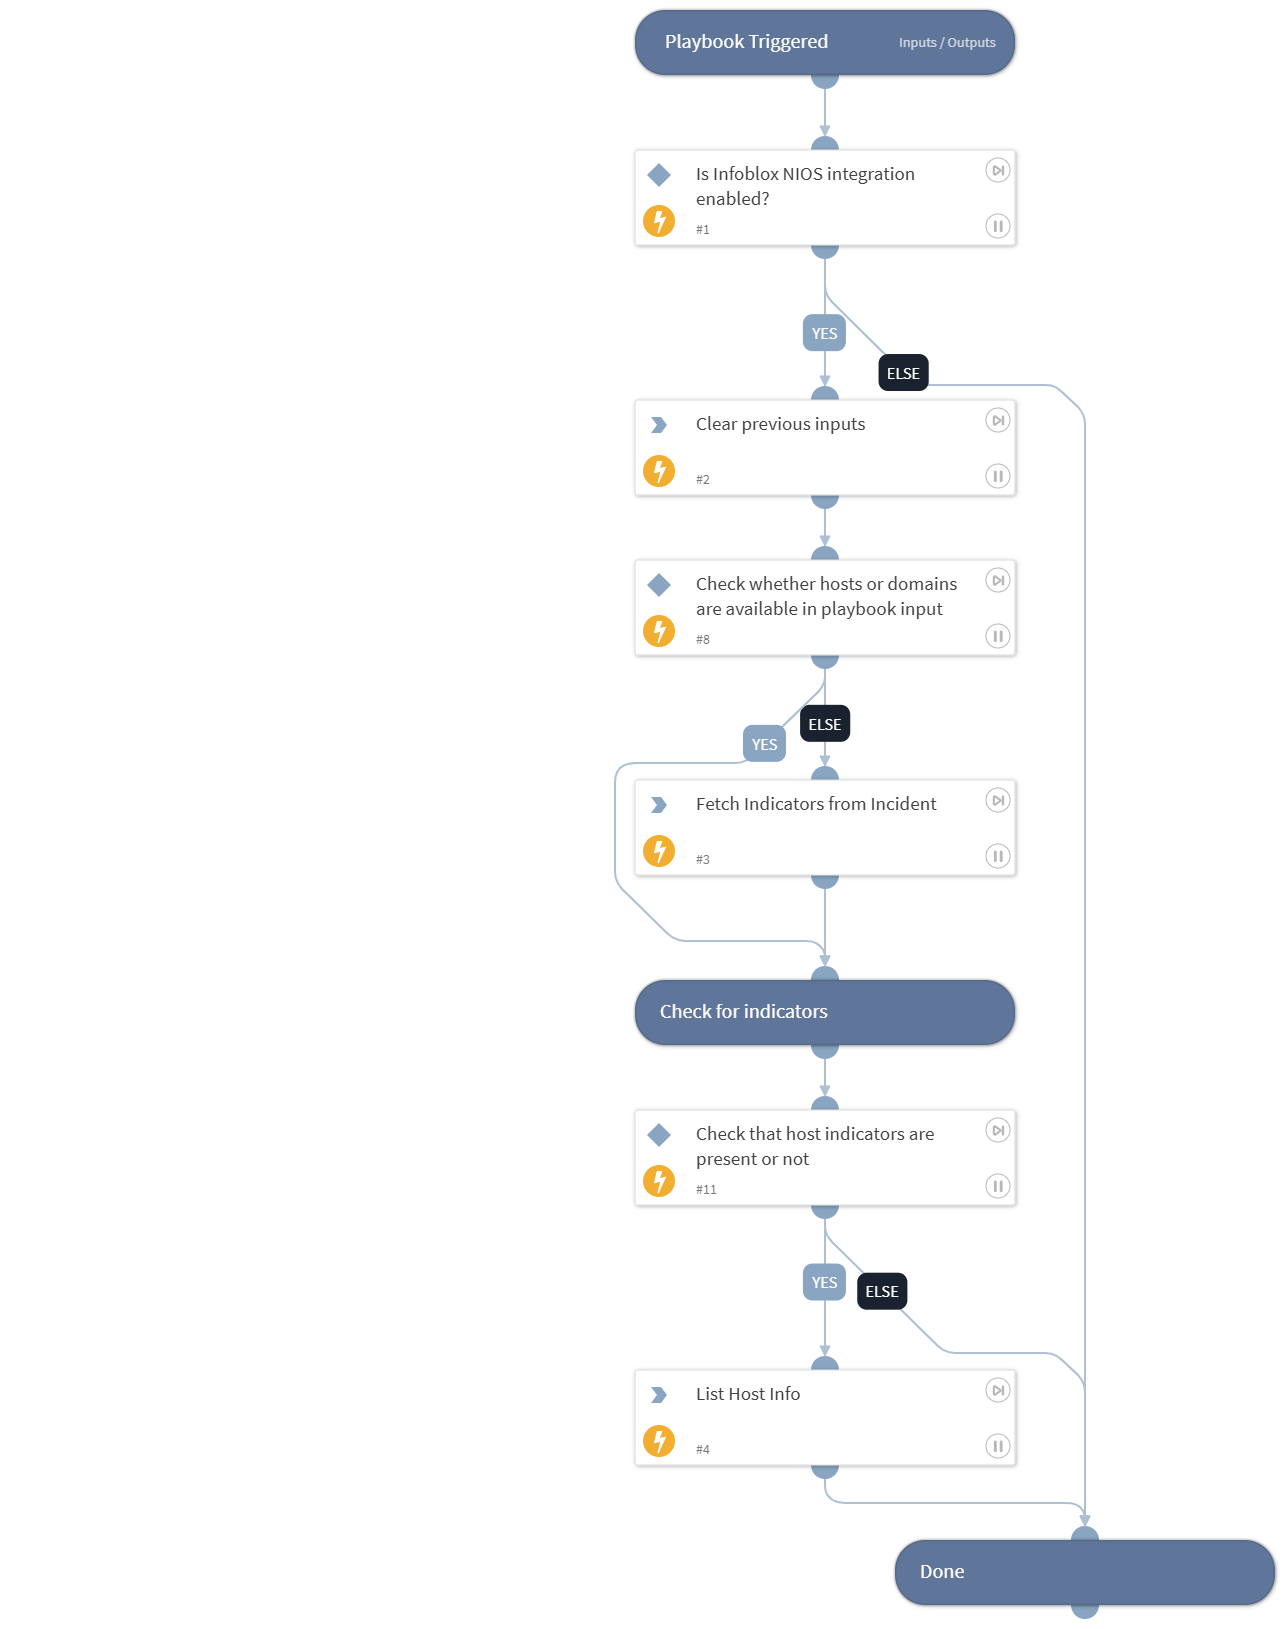 Playbook Triggered
Inputs / Outputs
Is Infoblox NIOS integration
enabled?
#1
YES
ELSE
Clear previous inputs
#2
Check whether hosts or domains
are available in playbook input
#8
ELSE
YES
Fetch Indicators from Incident
#3
Check for indicators
Check that host indicators are
present or not
#11
YES
ELSE
List Host Info
#4
Done